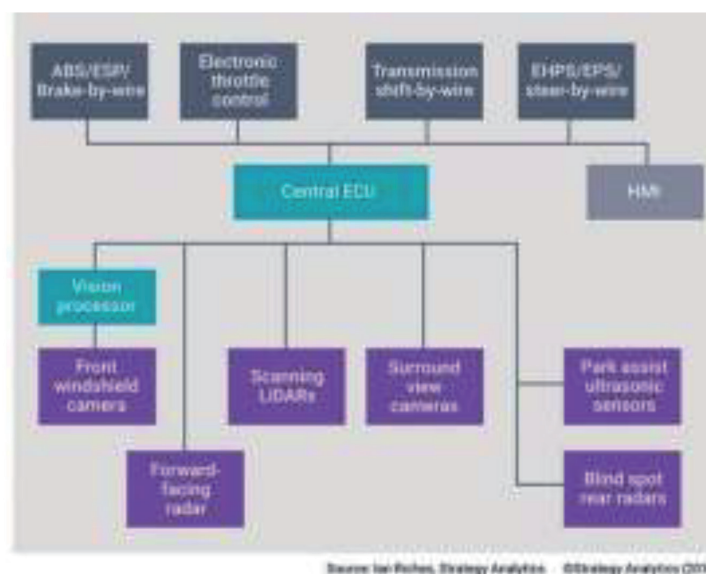 ABS/ESP/
Brake-by-wire
Electronic
throttle
control
Transmission
shift-by-wire
EHPS/EPS/
steer-by-wire
Central ECU
HMI
Vision
processor
Front
windshield
camera
Scanning
LiDARs
Surround
view
cameras
Park assist
ultrasonic
sensors
Forward-
facing
radar
Blind spot
rear radars
Source: Ian Riches, Strategy Analytics ©Strategy Analytics